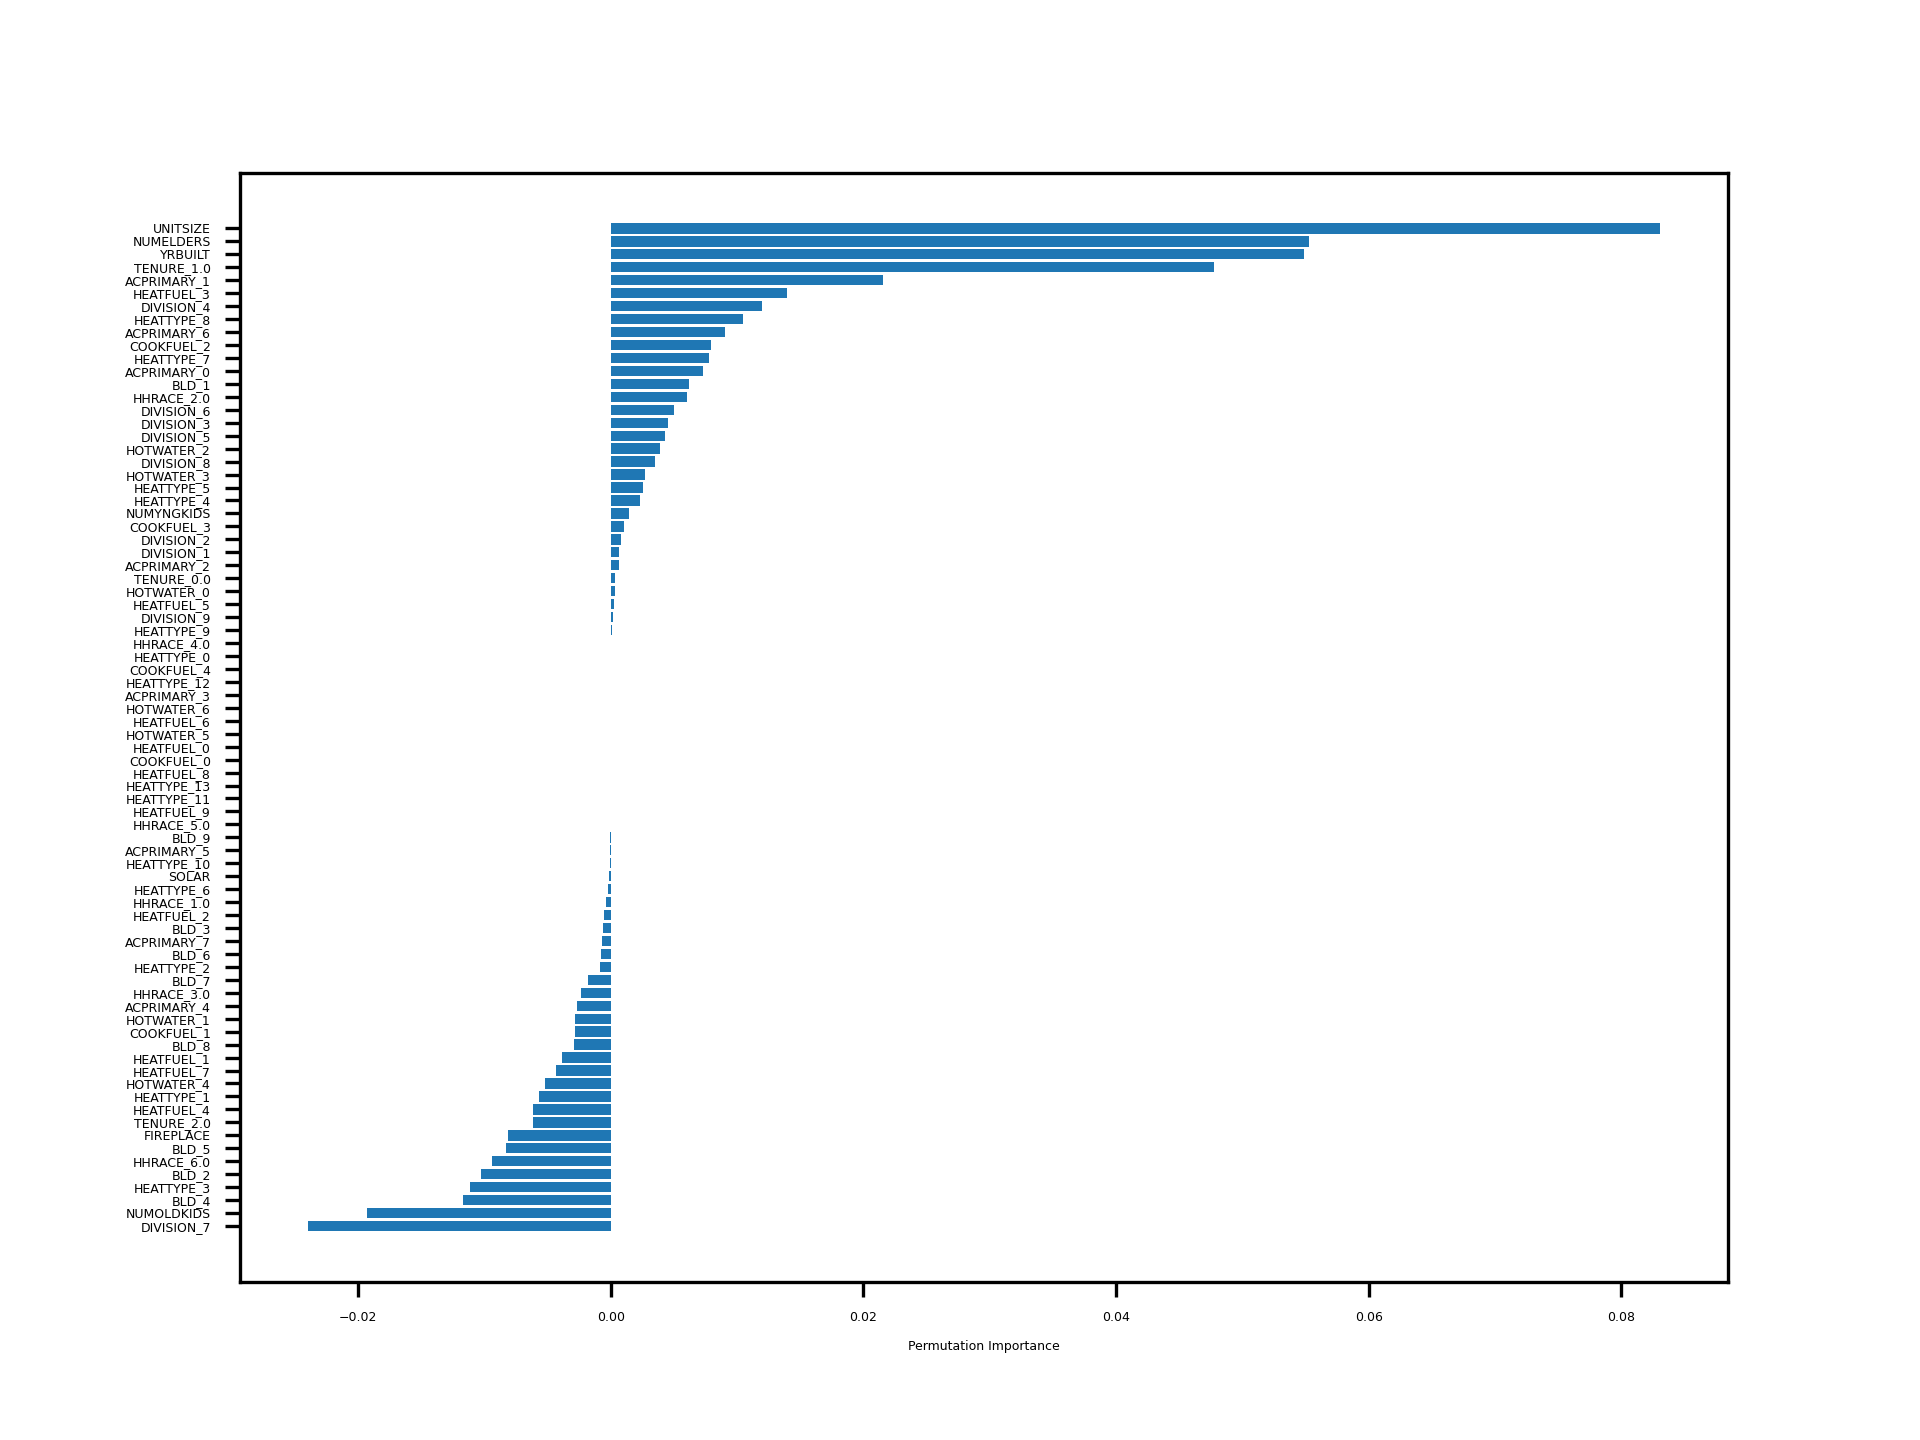 UNITSIZE
NUMELDERS
YRBUILT
TENURE_1.0
ACPRIMARY_1
HEATFUEL_3
DIVISION_4
HEATTYPE_8
ACPRIMARY_6
COOKFUEL_2
HEATTYPE_7
ACPRIMARY_0
BLD_1
HHRACE_2.0
DIVISION_6
DIVISION_3
DIVISION_5
HOTWATER_2
DIVISION_8
HOTWATER_3
HEATTYPE_5
HEATTYPE_4
NUMYNGKIDS
COOKFUEL_3
DIVISION_2
DIVISION_1
ACPRIMARY_2
TENURE_0.0
HOTWATER_0
HEATFUEL_5
DIVISION_9
HEATTYPE_9
HHRACE_4.0
HEATTYPE_0
COOKFUEL_4
HEATTYPE_12
ACPRIMARY_3
HOTWATER_6
HEATFUEL_6
HOTWATER_5
HEATFUEL_0
COOKFUEL_0
HEATFUEL_8
HEATTYPE_13
HEATTYPE_11
HEATFUEL_9
HHRACE_5.0
BLD_9
ACPRIMARY_5
HEATTYPE_10
SOLAR
HEATTYPE_6
HHRACE_1.0
HEATFUEL_2
BLD_3
ACPRIMARY_7
BLD_6
HEATTYPE_2
BLD_7
HHRACE_3.0
ACPRIMARY_4
HOTWATER_1
COOKFUEL_1
BLD_8
HEATFUEL_1
HEATFUEL_7
HOTWATER_4
HEATTYPE_1
HEATFUEL_4
TENURE_2.0
FIREPLACE
BLD_5
HHRACE_6.0
BLD_2
HEATTYPE_3
BLD_4
NUMOLDKIDS
DIVISION_7
−0.02 0.00 0.02 0.04 0.06 0.08
Permutation Importance